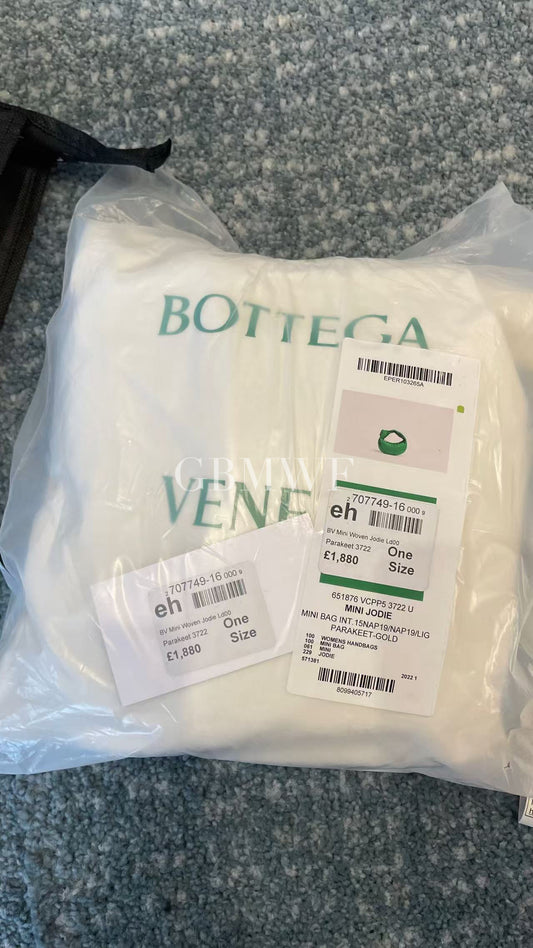 BOTTEGA
VENE
GBMWF
EPER103265A
2 707749-16 000 9
eh
BV Mini Woven Jodie Ld00
Parakeet 3722
£1,880
One
Size
651876 VCPP5 3722 U
MINI JODIE
MINI BAG INT.15NAP19/NAP19/LIG
PARAKEET-GOLD
100 WOMENS HANDBAGS
100 MINI BAG
061 MINI
229 JODIE
571381
2022 1
8099405717
2 707749-16 000 9
eh
BV Mini Woven Jodie Ld00
Parakeet 3722
£1,880
One
Size